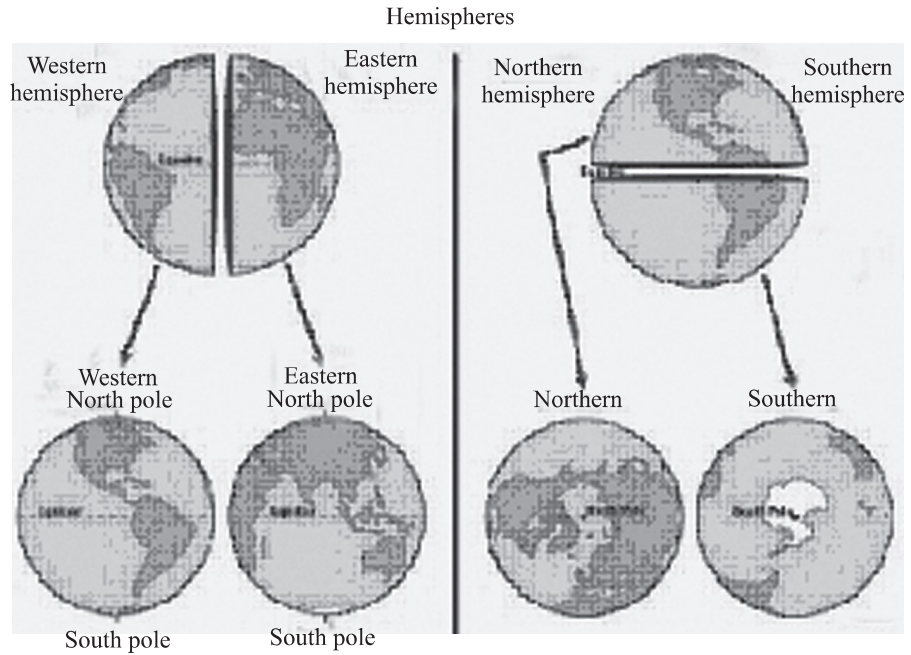 Hemispheres
Western
hemisphere
Eastern
hemisphere
Northern
hemisphere
Southern
hemisphere
Western
North pole
Eastern
North pole
Northern
Southern
South pole
South pole